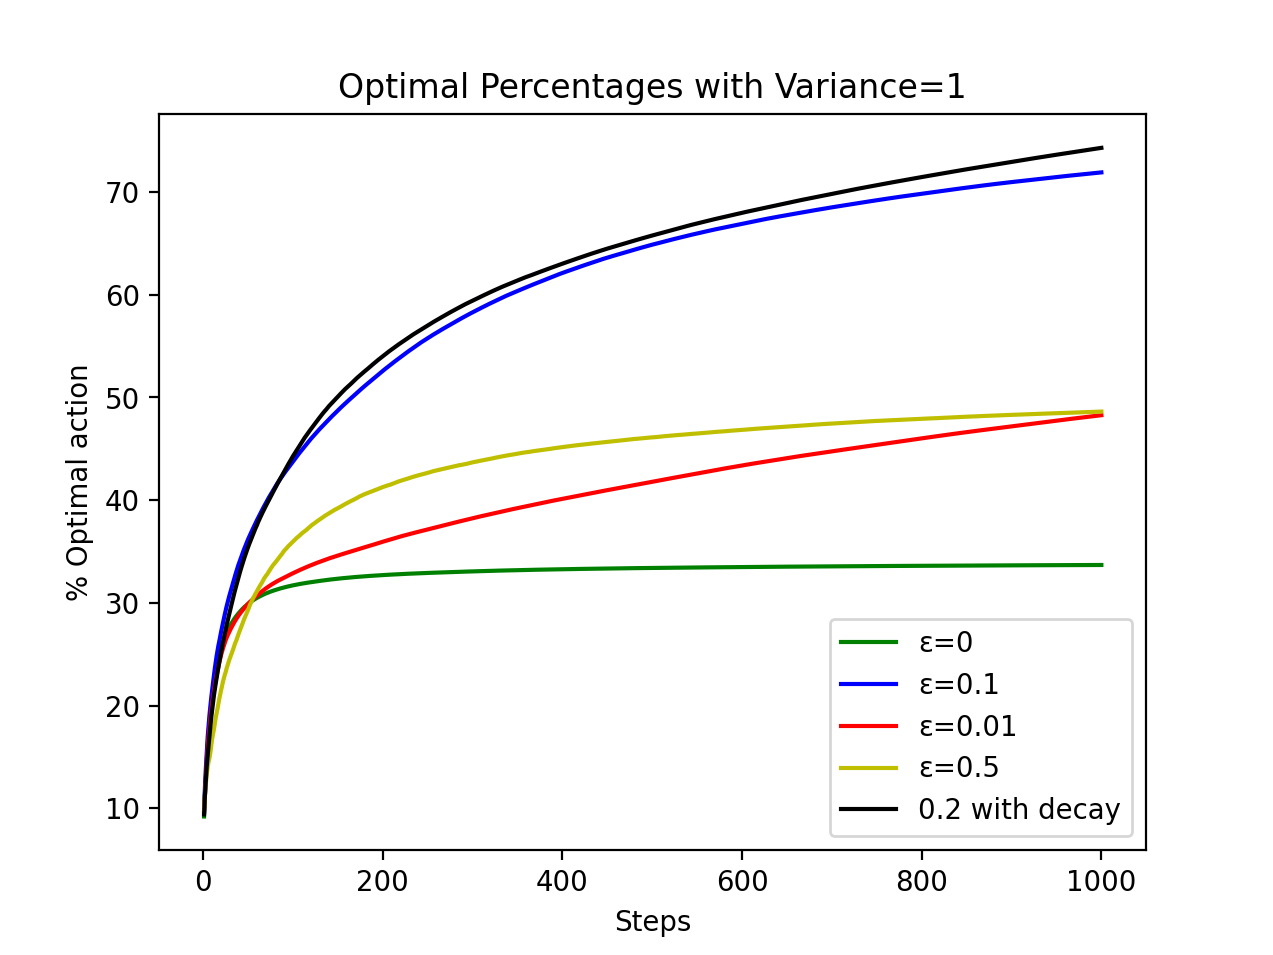 Optimal Percentages with Variance=1
% Optimal action
70
60
50
40
30
20
10
ε=0
ε=0.1
ε=0.01
ε=0.5
0.2 with decay
0 200 400 600 800 1000
Steps